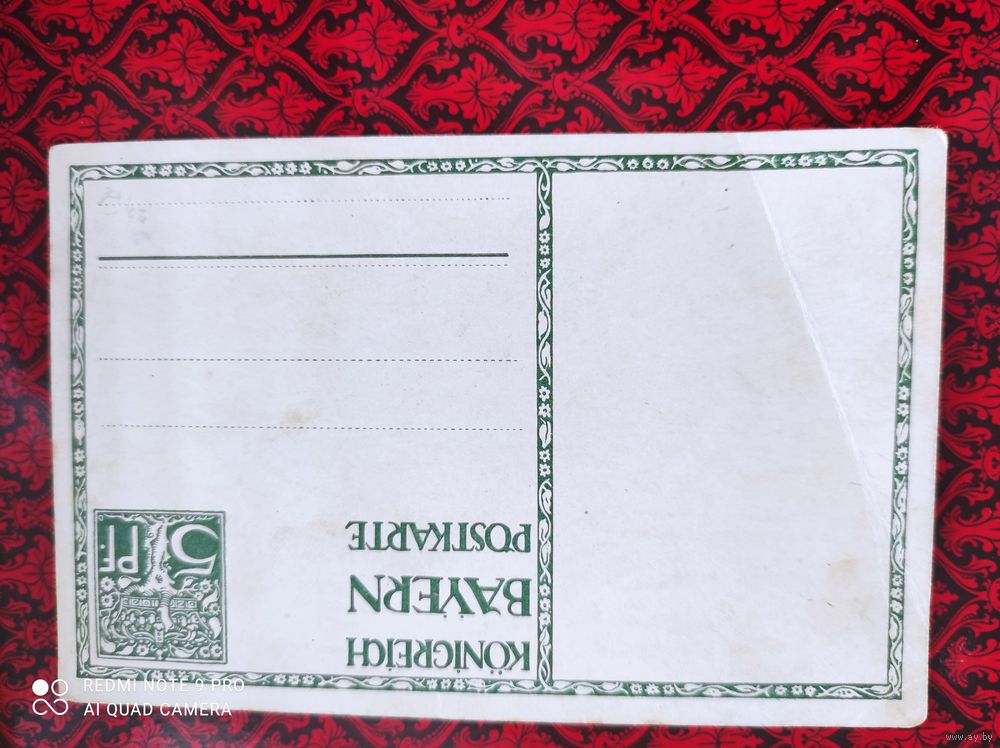 KÖNIGREICH
BAYERN
POSTKARTE
5 Pf.
REDMI NOTE 9 PRO
AI QUAD CAMERA
www.ay.by